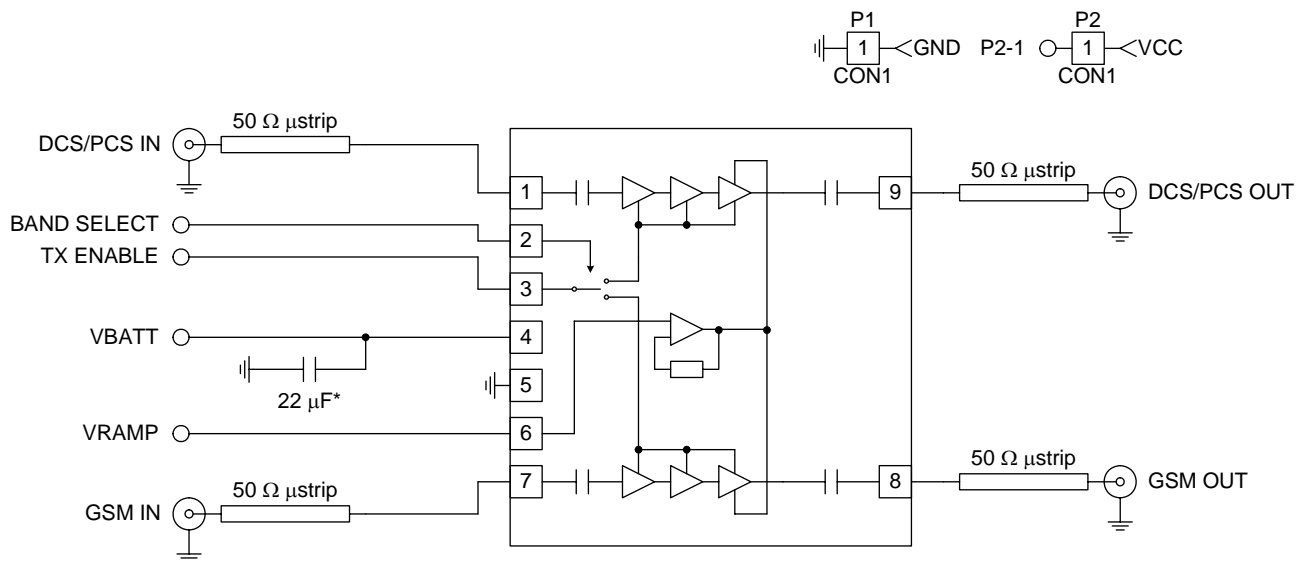 P1
1
GND
CON1
P2-1
P2
1
VCC
CON1
DCS/PCS IN
50 Ω μstrip
BAND SELECT
TX ENABLE
VBATT
22 μF*
VRAMP
GSM IN
50 Ω μstrip
1
2
3
4
5
6
7
9
8
50 Ω μstrip
DCS/PCS OUT
50 Ω μstrip
GSM OUT